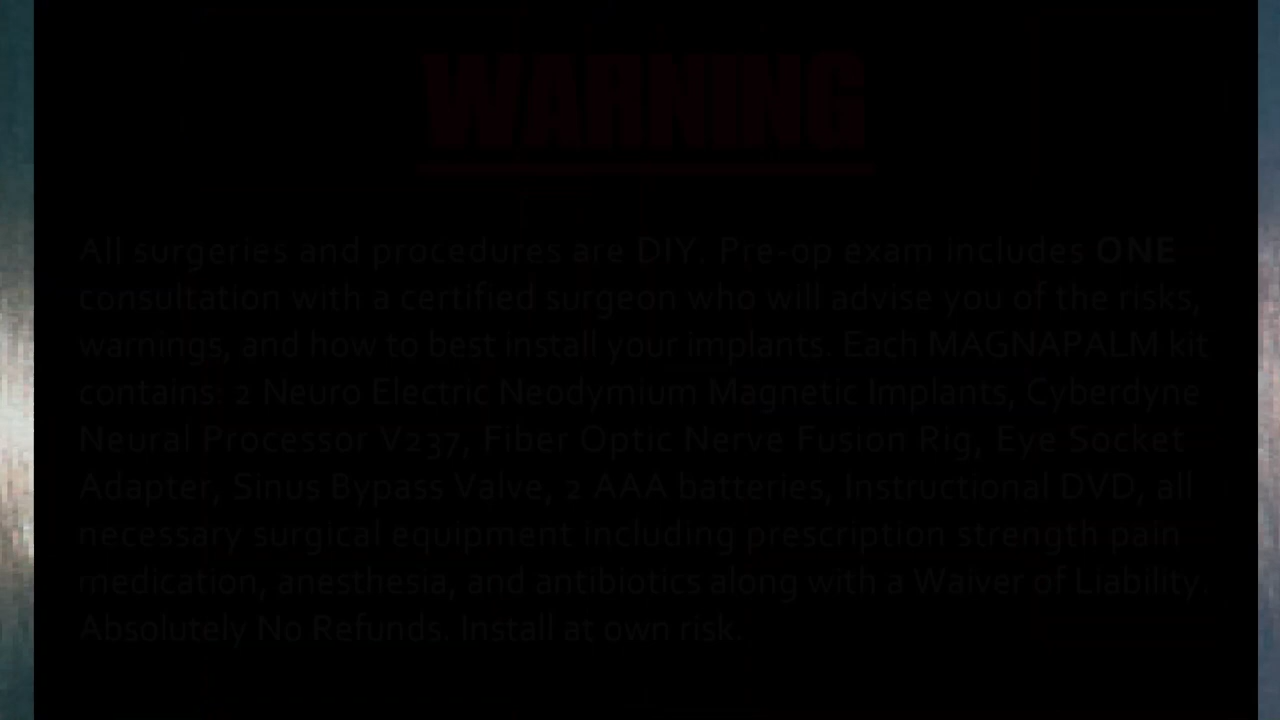 WARNING
All surgeries and procedures are DIY. Pre-op exam includes ONE
consultation with a certified surgeon who will advise you of the risks,
warnings, and how to best install your implants. Each MAGNAPALM kit
contains: 2 Neuro Electric Neodymium Magnetic Implants, Cyberdyne
Neural Processor V237, Fiber Optic Nerve Fusion Rig, Eye Socket
Adapter, Sinus Bypass Valve, 2 AAA batteries, Instructional DVD, all
necessary surgical equipment including prescription strength pain
medication, anesthesia, and antibiotics along with a Waiver of Liability.
Absolutely No Refunds. Install at own risk.